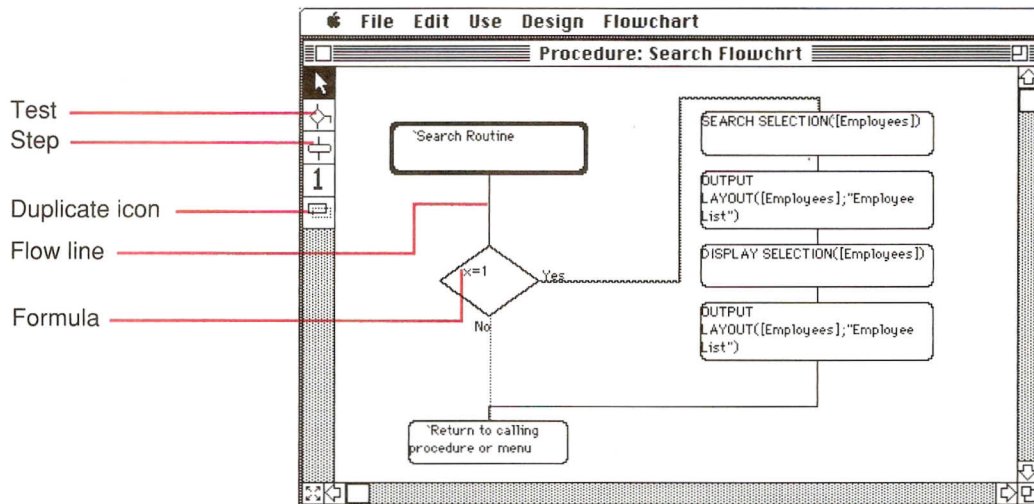 File Edit Use Design Flowchart
Procedure: Search Flowchrt
Test
Step
1
Duplicate icon
Flow line
Formula
`Search Routine
x=1
Yes
No
`Return to calling
procedure or menu
SEARCH SELECTION([Employees])
OUTPUT
LAYOUT([Employees];"Employee
List")
DISPLAY SELECTION([Employees])
OUTPUT
LAYOUT([Employees];"Employee
List")